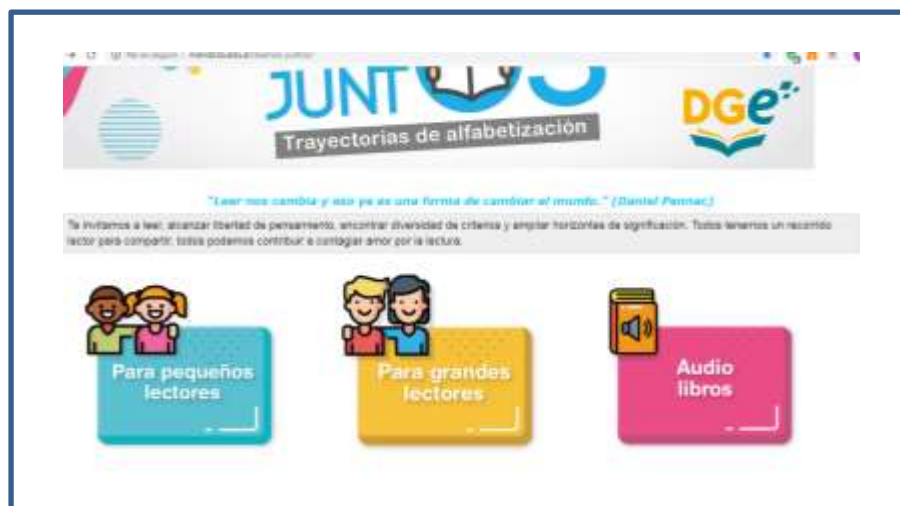 JUNTOS
Trayectorias de alfabetización
DGe
"Leer nos cambia y eso ya es una forma de cambiar el mundo." (Daniel Pennac)
Te invitamos a leer, alcanzar libertad de pensamiento, encontrar diversidad de criterios y ampliar horizontes de significación. Todos tenemos un recorrido
lector para compartir, todos podemos contribuir a contagiar amor por la lectura.
Para pequeños
lectores
Para grandes
lectores
Audio
libros